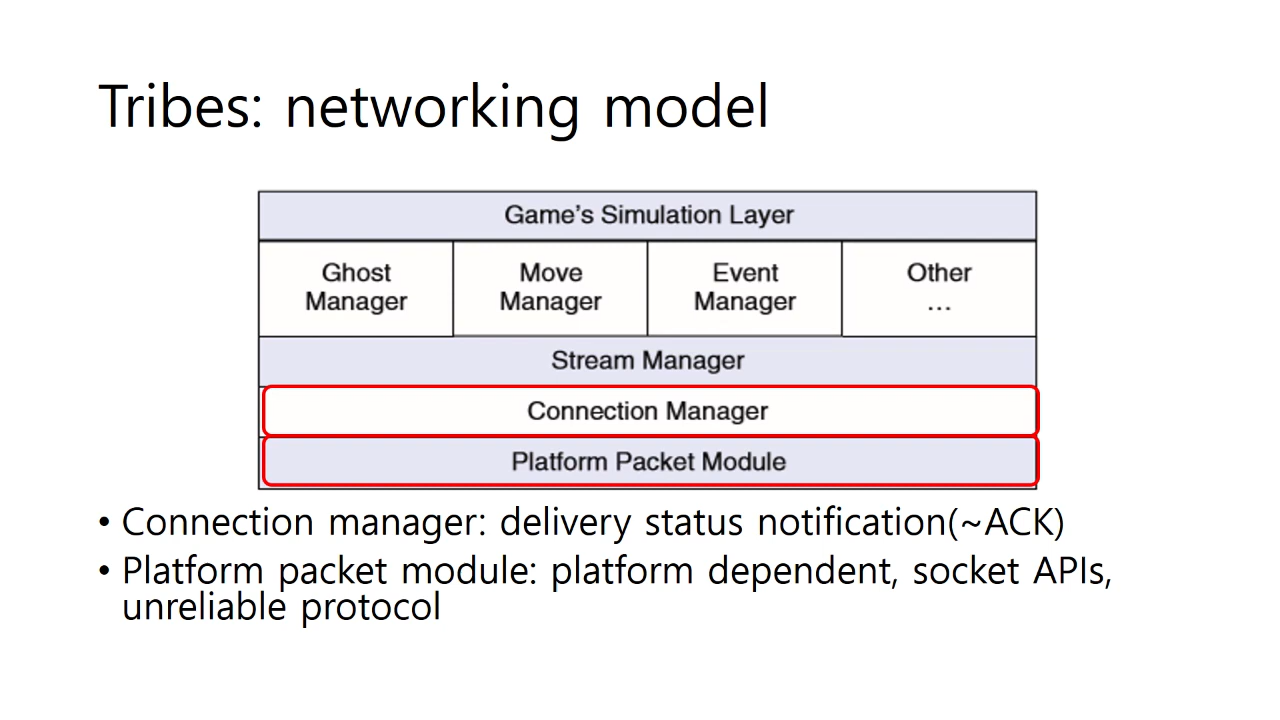 Tribes: networking model
Game's Simulation Layer
Ghost
Manager
Move
Manager
Event
Manager
Other
...
Stream Manager
Connection Manager
Platform Packet Module
• Connection manager: delivery status notification(~ACK)
• Platform packet module: platform dependent, socket APIs,
unreliable protocol